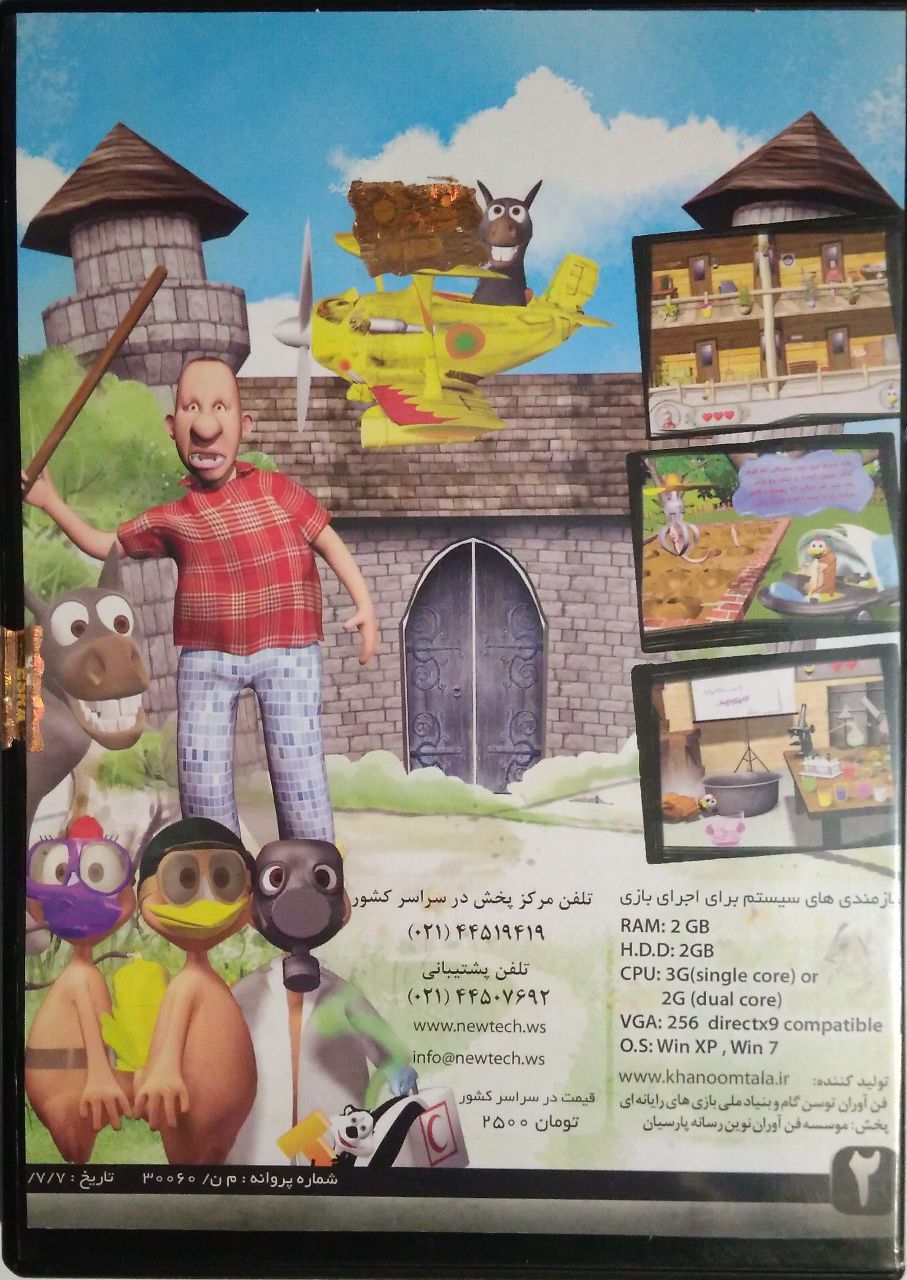 تلفن مرکز پخش در سراسر کشور
(۰۲۱) ۴۴۵۱۹۴۱۹
تلفن پشتیبانی
(۰۲۱) ۴۴۵۰۷۶۹۲
www.newtech.ws
info@newtech.ws
قیمت در سراسر کشور
۲۵۰۰ تومان
یازمندی های سیستم برای اجرای بازی
RAM: 2 GB
H.D.D: 2GB
CPU: 3G(single core) or
2G (dual core)
VGA: 256 directx9 compatible
O.S: Win XP , Win 7
تولید کننده: www.khanoomtala.ir
فن آوران توسن گام و بنیاد ملی بازی های رایانه ای
پخش: موسسه فن آوران نوین رسانه پارسیان
۲
شماره پروانه : م ن/ ۳۰۰۶۰ تاریخ : ۷/۷/